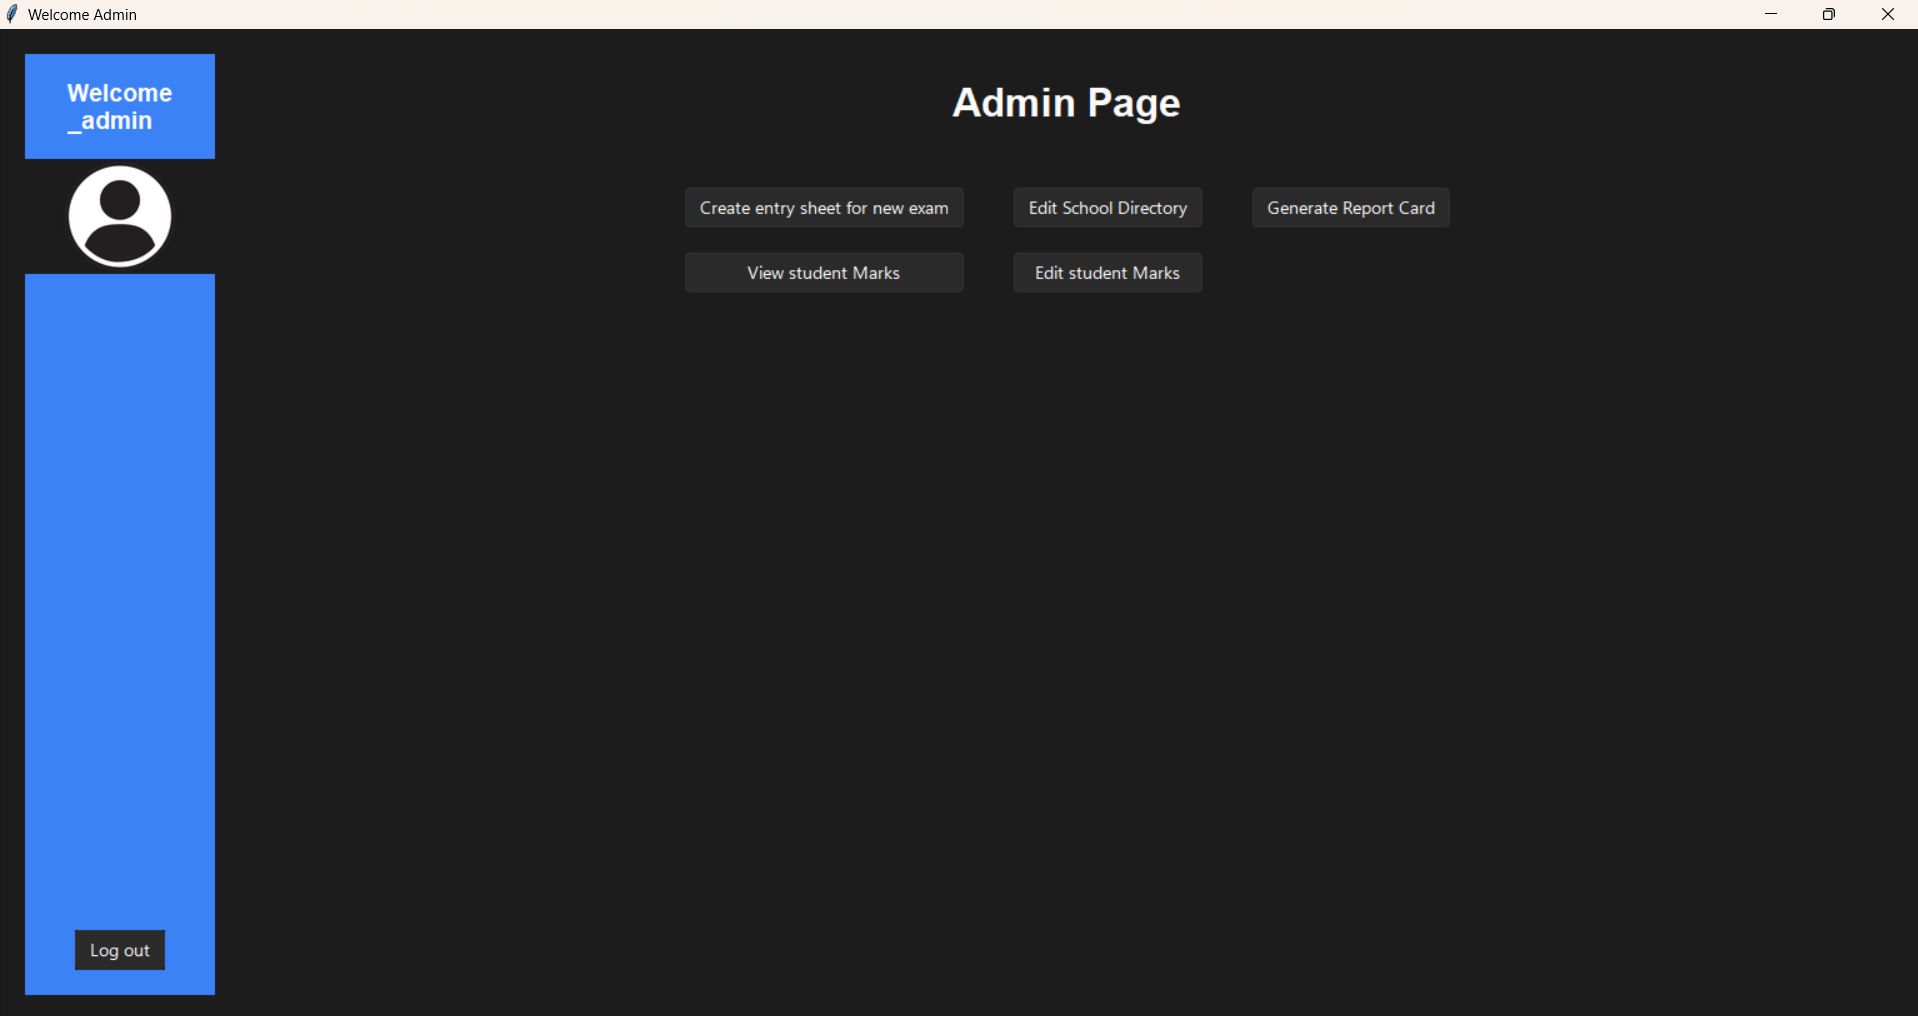 Welcome Admin
Welcome
_admin
Admin Page
Create entry sheet for new exam
Edit School Directory
Generate Report Card
View student Marks
Edit student Marks
Log out